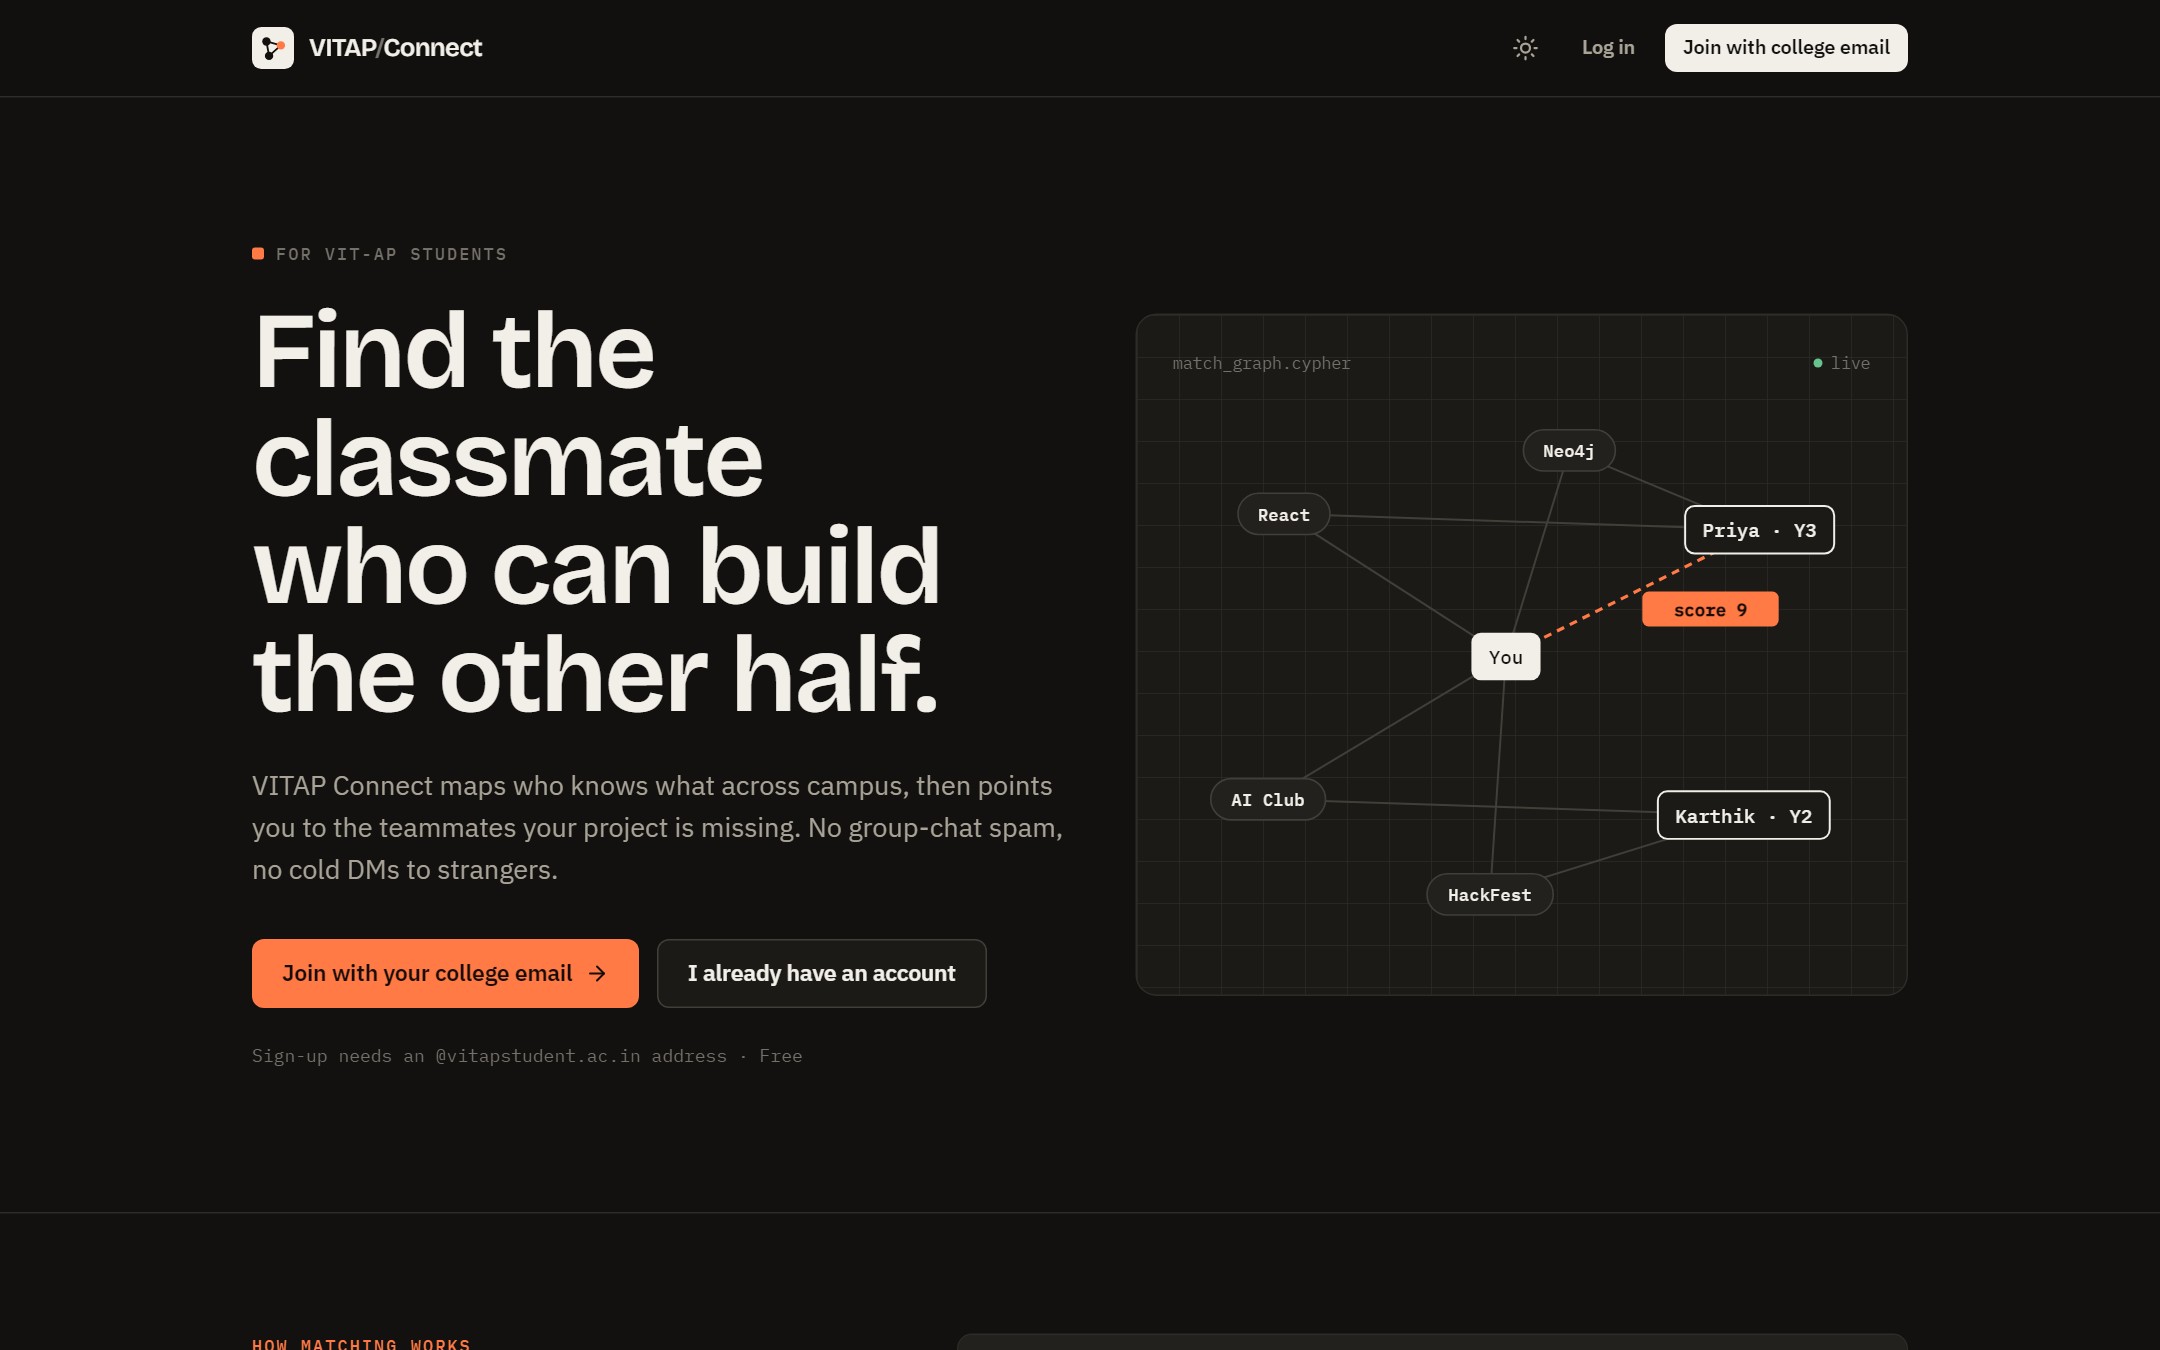 VITAP/Connect
Log in
Join with college email
FOR VIT-AP STUDENTS
Find the
classmate
who can build
the other half.
VITAP Connect maps who knows what across campus, then points
you to the teammates your project is missing. No group-chat spam,
no cold DMs to strangers.
Join with your college email →
I already have an account
Sign-up needs an @vitapstudent.ac.in address · Free
match_graph.cypher
live
Neo4j
React
Priya · Y3
score 9
You
AI Club
Karthik · Y2
HackFest
HOW MATCHING WORKS